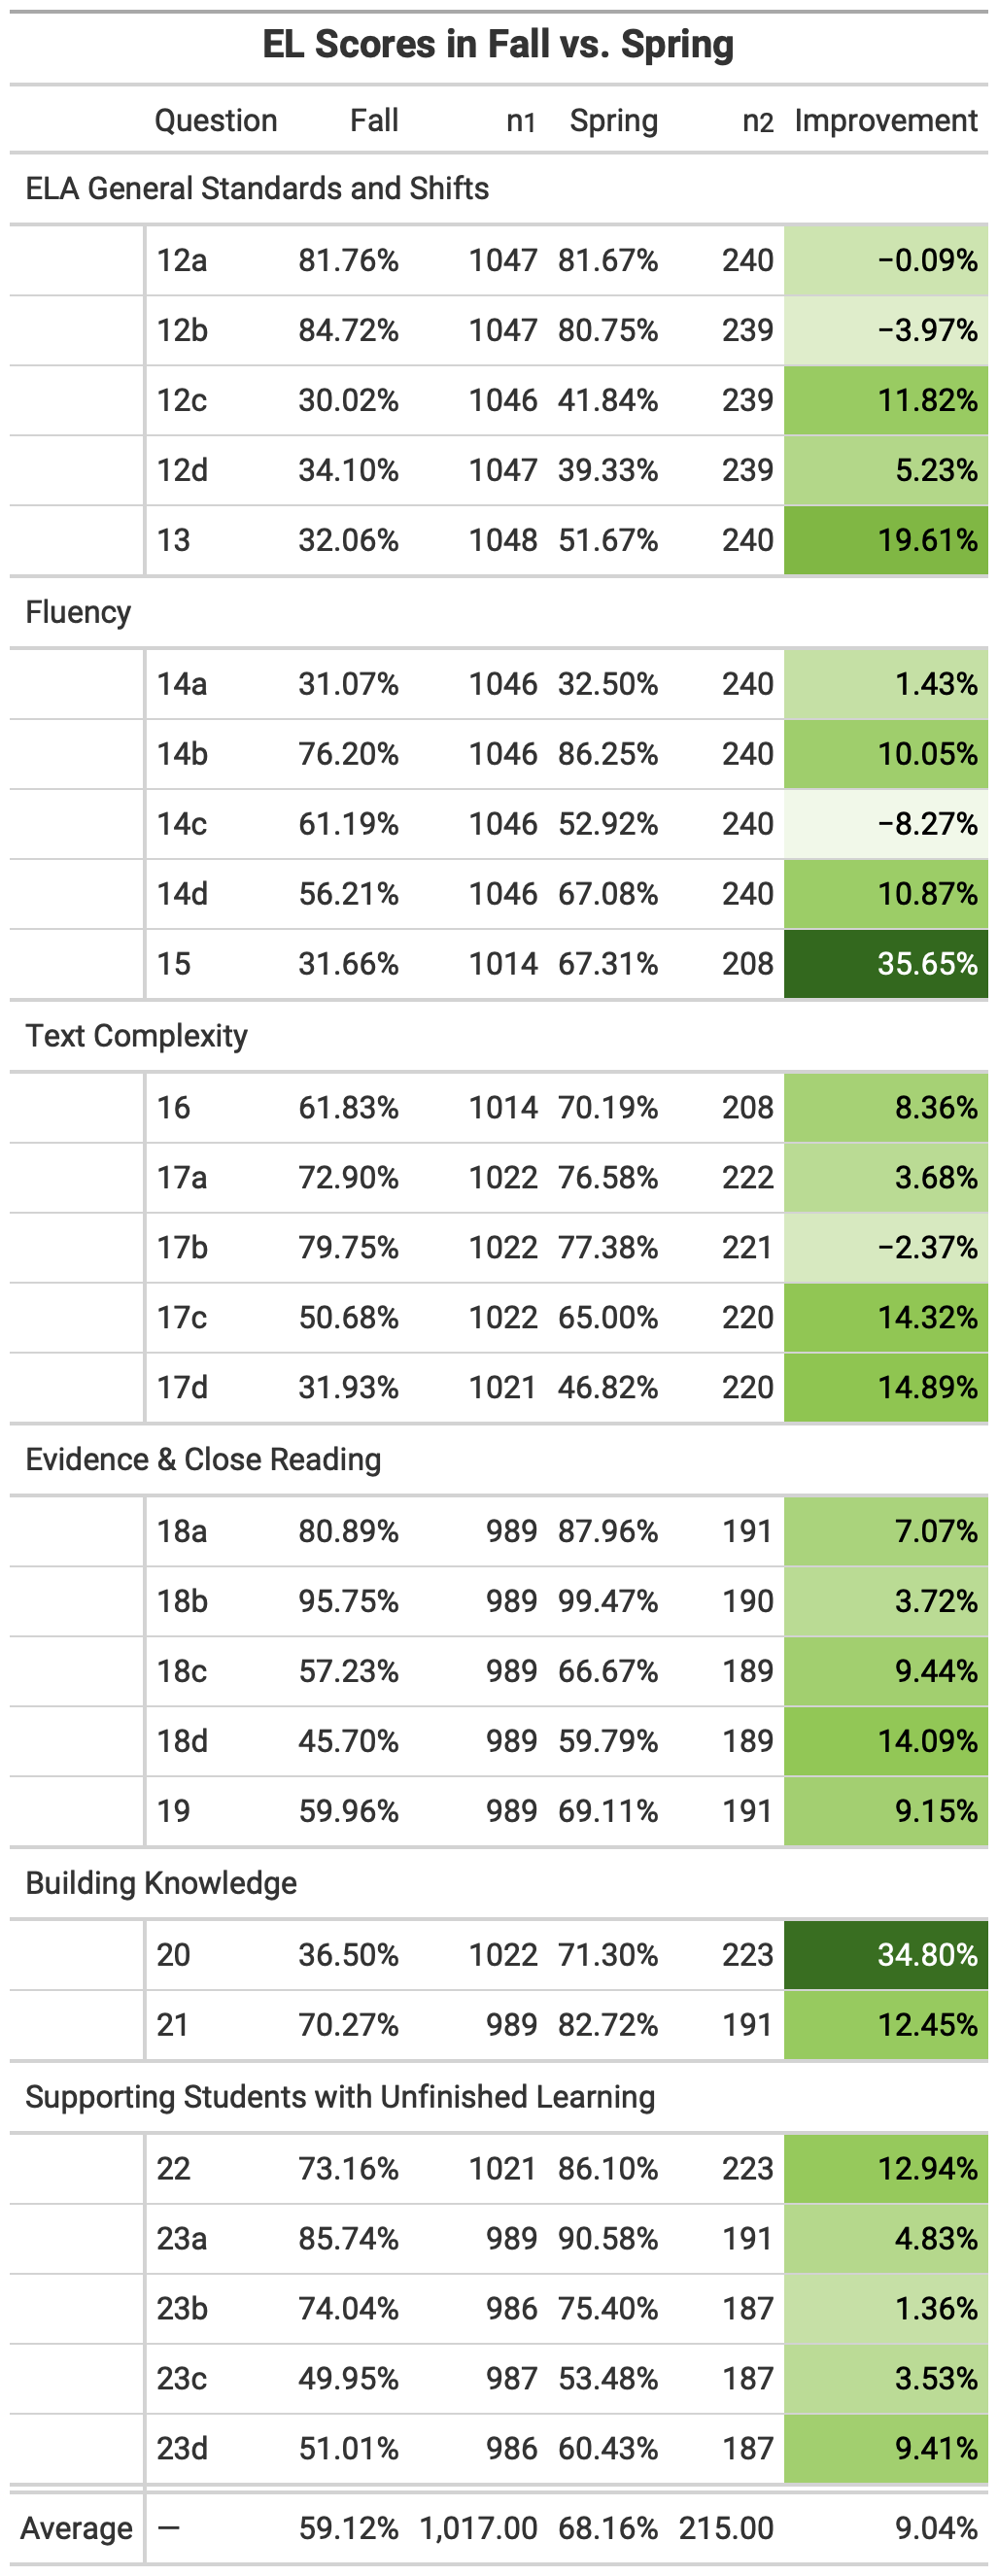 EL Scores in Fall vs. Spring
Question Fall n1 Spring n2 Improvement
ELA General Standards and Shifts
12a 81.76% 1047 81.67% 240 −0.09%
12b 84.72% 1047 80.75% 239 −3.97%
12c 30.02% 1046 41.84% 239 11.82%
12d 34.10% 1047 39.33% 239 5.23%
13 32.06% 1048 51.67% 240 19.61%
Fluency
14a 31.07% 1046 32.50% 240 1.43%
14b 76.20% 1046 86.25% 240 10.05%
14c 61.19% 1046 52.92% 240 −8.27%
14d 56.21% 1046 67.08% 240 10.87%
15 31.66% 1014 67.31% 208 35.65%
Text Complexity
16 61.83% 1014 70.19% 208 8.36%
17a 72.90% 1022 76.58% 222 3.68%
17b 79.75% 1022 77.38% 221 −2.37%
17c 50.68% 1022 65.00% 220 14.32%
17d 31.93% 1021 46.82% 220 14.89%
Evidence & Close Reading
18a 80.89% 989 87.96% 191 7.07%
18b 95.75% 989 99.47% 190 3.72%
18c 57.23% 989 66.67% 189 9.44%
18d 45.70% 989 59.79% 189 14.09%
19 59.96% 989 69.11% 191 9.15%
Building Knowledge
20 36.50% 1022 71.30% 223 34.80%
21 70.27% 989 82.72% 191 12.45%
Supporting Students with Unfinished Learning
22 73.16% 1021 86.10% 223 12.94%
23a 85.74% 989 90.58% 191 4.83%
23b 74.04% 986 75.40% 187 1.36%
23c 49.95% 987 53.48% 187 3.53%
23d 51.01% 986 60.43% 187 9.41%
Average — 59.12% 1,017.00 68.16% 215.00 9.04%